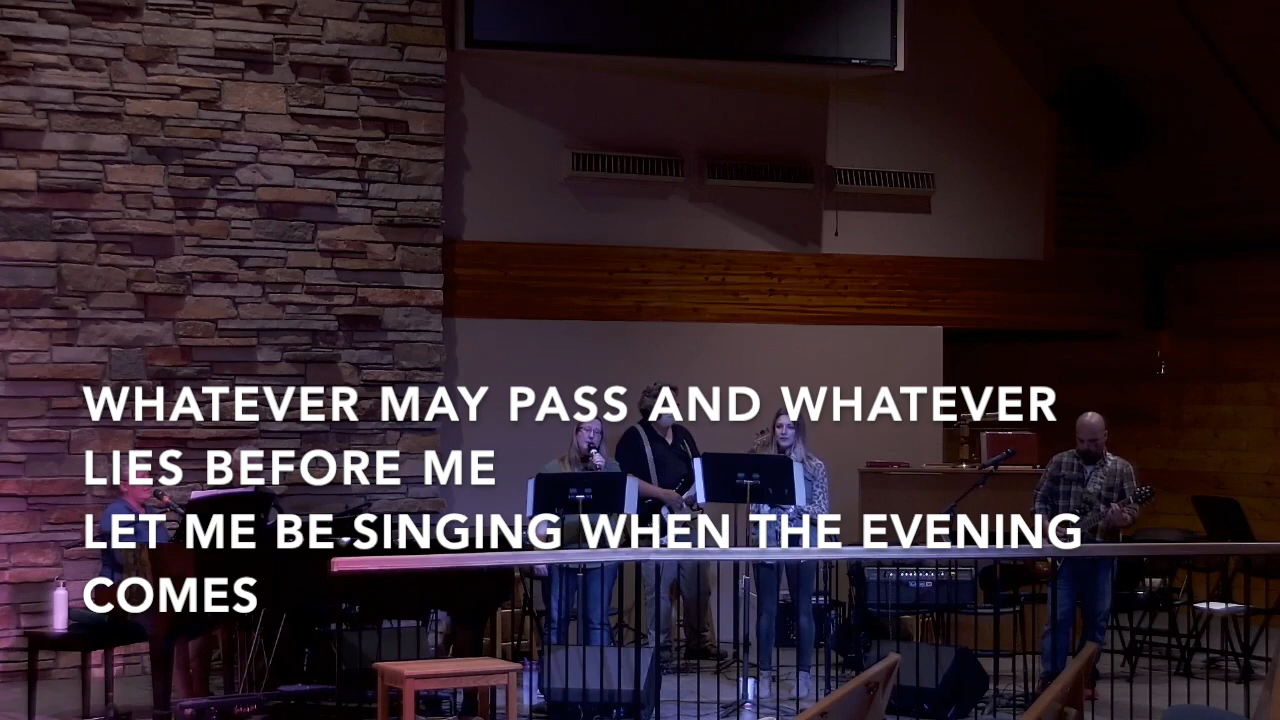 WHATEVER MAY PASS AND WHATEVER
LIES BEFORE ME
LET ME BE SINGING WHEN THE EVENING
COMES